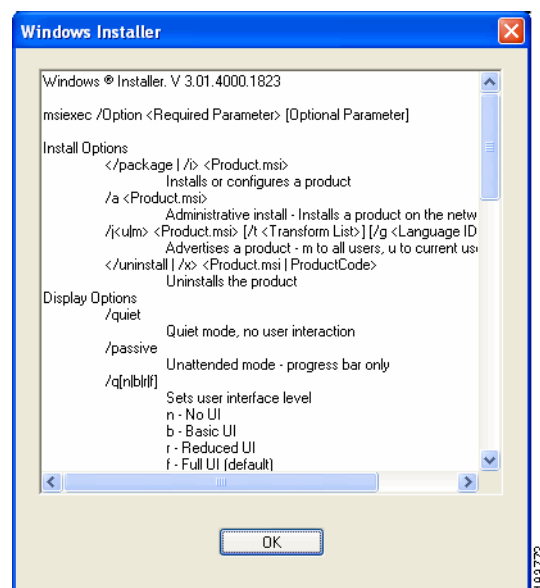 Windows Installer
Windows ® Installer. V 3.01.4000.1823
msiexec /Option <Required Parameter> [Optional Parameter]
Install Options
</package | /i> <Product.msi>
Installs or configures a product
/a <Product.msi>
Administrative install - Installs a product on the netw
/j<u|m> <Product.msi> [/t <Transform List>] [/g <Language ID
Advertises a product - m to all users, u to current use
</uninstall | /x> <Product.msi | ProductCode>
Uninstalls the product
Display Options
/quiet
Quiet mode, no user interaction
/passive
Unattended mode - progress bar only
/q[n|b|r|f]
Sets user interface level
n - No UI
b - Basic UI
r - Reduced UI
f - Full UI (default)
OK